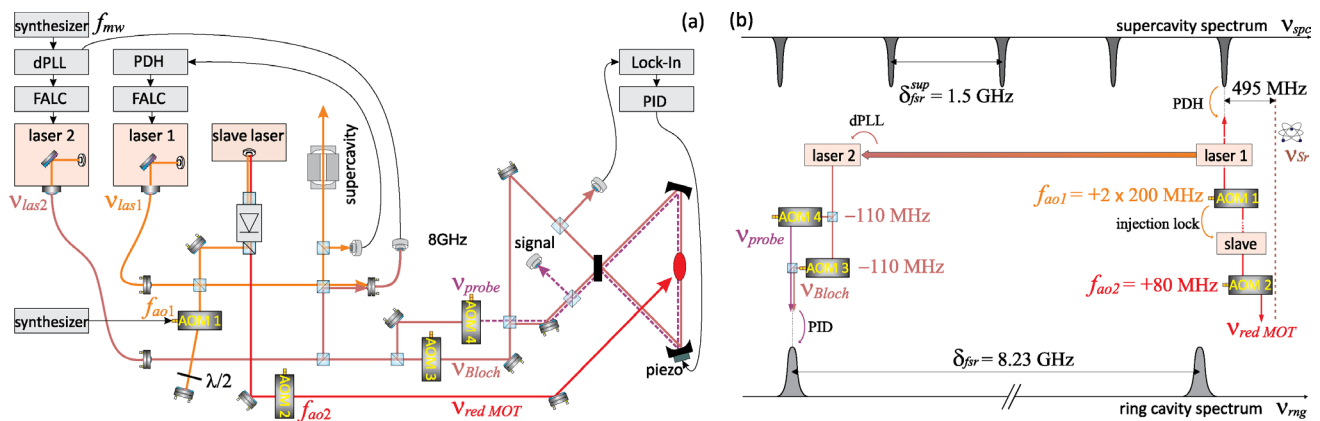 (a)
synthesizer f_mw
dPLL
PDH
FALC
FALC
laser 2
laser 1
slave laser
ν_las2
ν_las1
supercavity
8GHz
signal
Lock-In
PID
f_ao1
synthesizer
AOM 1
λ/2
AOM 2
f_ao2
AOM 3
AOM 4
ν_probe
ν_Bloch
ν_red MOT
piezo
(b)
supercavity spectrum ν_spc
δ^sup_fsr = 1.5 GHz
495 MHz
PDH
dPLL
ν_Sr
laser 2
laser 1
f_ao1 = +2 x 200 MHz
AOM 1
AOM 4
−110 MHz
injection lock
ν_probe
slave
AOM 3
−110 MHz
f_ao2 = +80 MHz
AOM 2
ν_Bloch
ν_red MOT
PID
δ_fsr = 8.23 GHz
ring cavity spectrum ν_rng